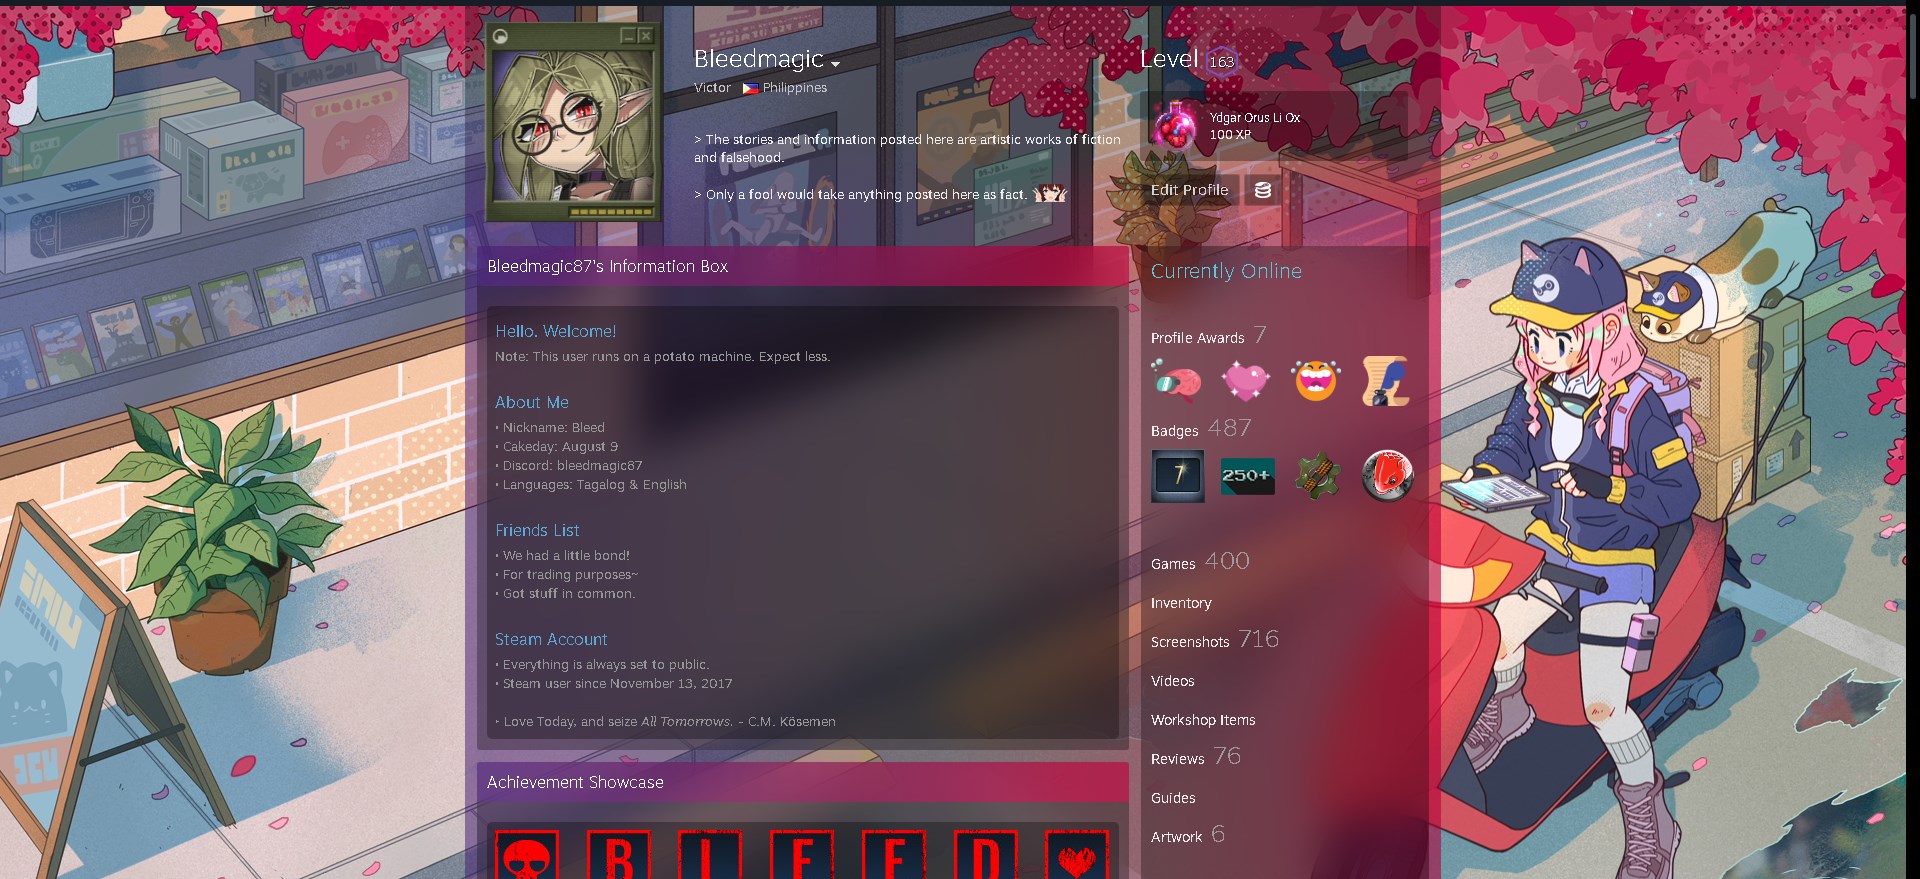 Bleedmagic
Victor Philippines
> The stories and information posted here are artistic works of fiction
and falsehood.
> Only a fool would take anything posted here as fact.
Level 163
Ydgar Orus Li Ox
100 XP
Edit Profile
Bleedmagic87's Information Box
Hello. Welcome!
Note: This user runs on a potato machine. Expect less.
About Me
• Nickname: Bleed
• Cakeday: August 9
• Discord: bleedmagic87
• Languages: Tagalog & English
Friends List
• We had a little bond!
• For trading purposes~
• Got stuff in common.
Steam Account
• Everything is always set to public.
• Steam user since November 13, 2017
‣ Love Today, and seize All Tomorrows. - C.M. Kösemen
Achievement Showcase
B L E E D
Currently Online
Profile Awards 7
Badges 487
7
250+
Games 400
Inventory
Screenshots 716
Videos
Workshop Items
Reviews 76
Guides
Artwork 6